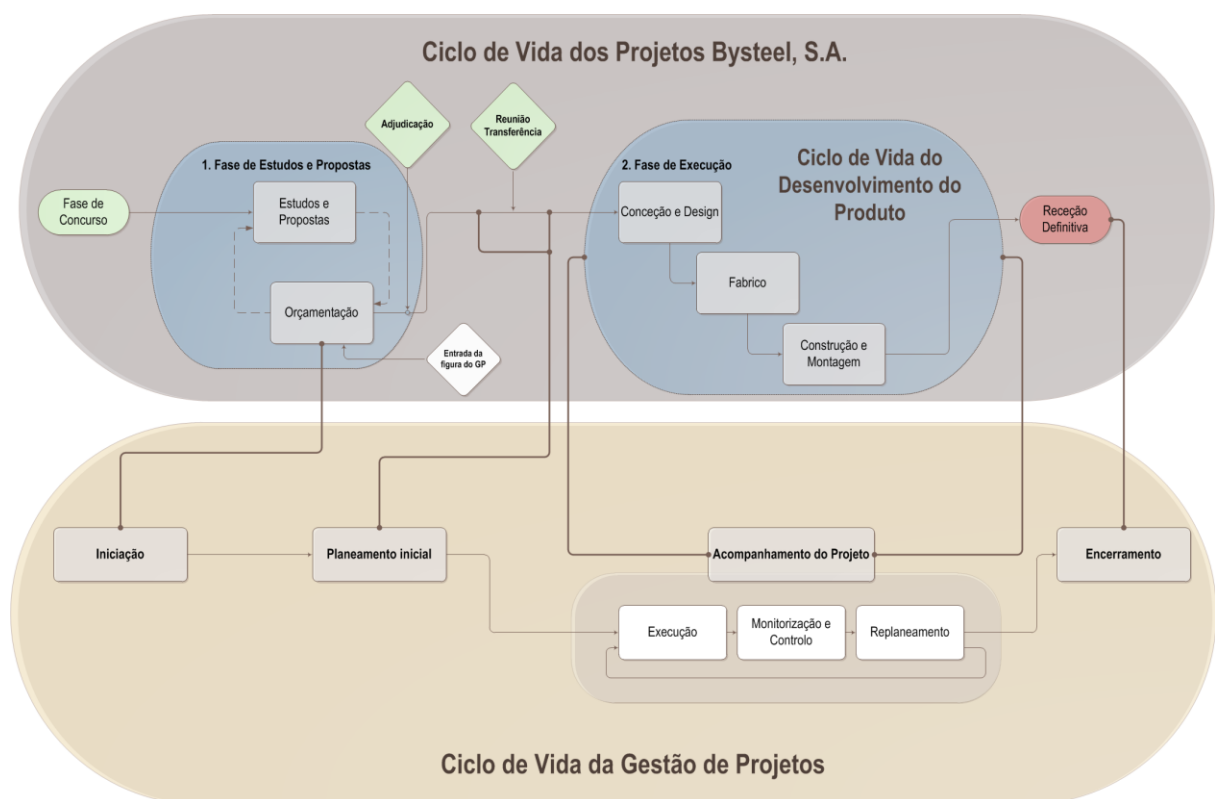 Ciclo de Vida dos Projetos Bysteel, S.A.
Adjudicação
Reunião
Transferência
1. Fase de Estudos e Propostas
2. Fase de Execução
Ciclo de Vida do
Desenvolvimento do
Produto
Fase de
Concurso
Estudos e
Propostas
Conceção e Design
Receção
Definitiva
Fabrico
Orçamentação
Construção e
Montagem
Entrada da
figura do GP
Iniciação
Planeamento inicial
Acompanhamento do Projeto
Encerramento
Execução
Monitorização e
Controlo
Replaneamento
Ciclo de Vida da Gestão de Projetos